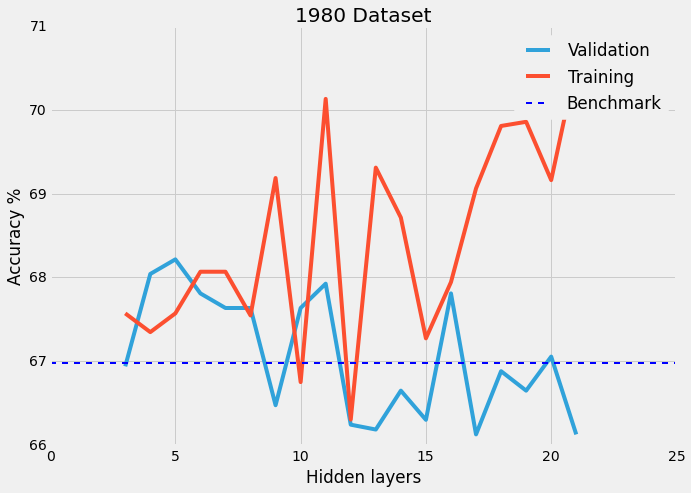 1980 Dataset
71
70
69
68
67
66
Accuracy %
Validation
Training
Benchmark
0
5
10
15
20
25
Hidden layers